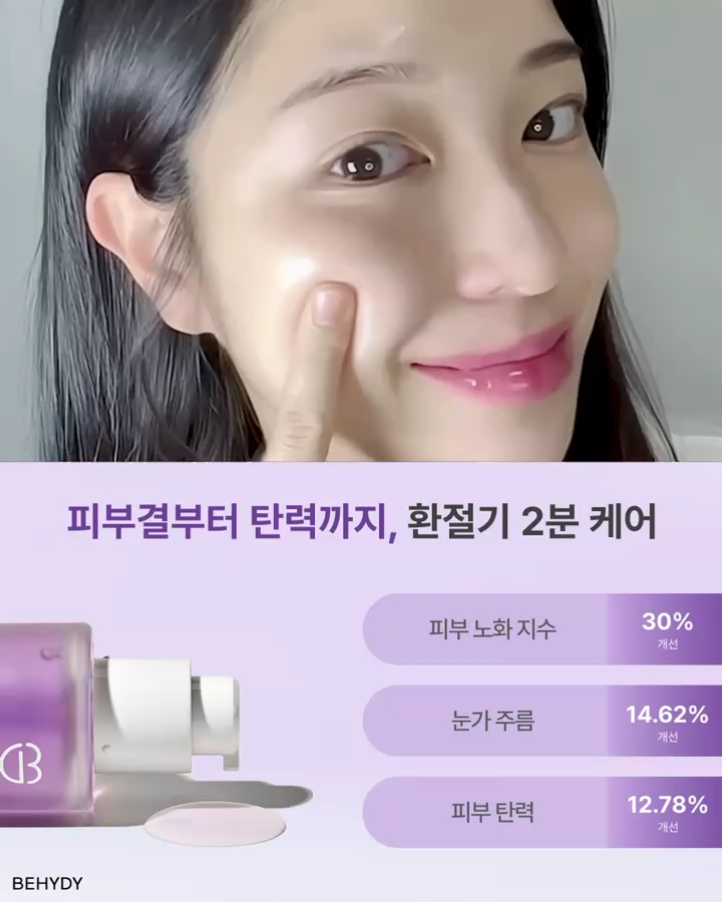 피부결부터 탄력까지, 환절기 2분 케어
피부 노화 지수
30%
개선
눈가 주름
14.62%
개선
피부 탄력
12.78%
개선
BEHYDY